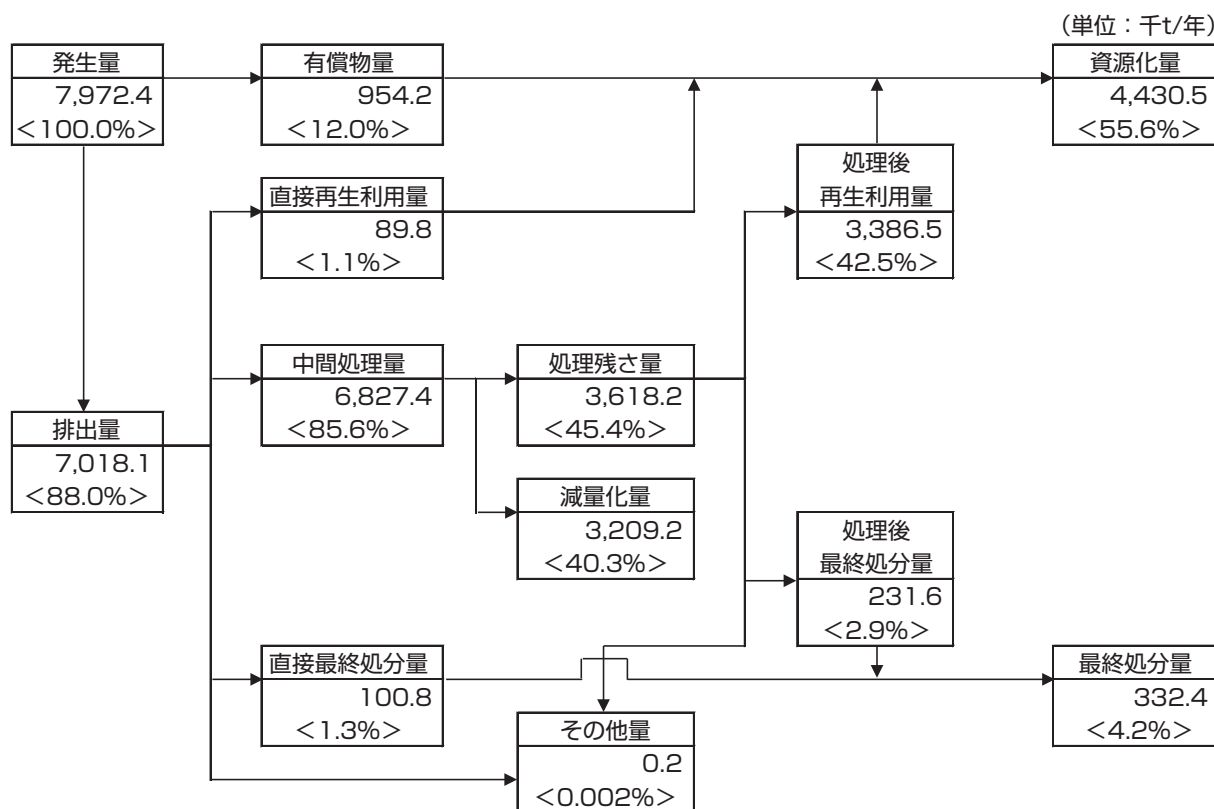 （単位：千t/年）
発生量
7,972.4
＜100.0%＞
有償物量
954.2
＜12.0%＞
資源化量
4,430.5
＜55.6%＞
直接再生利用量
89.8
＜1.1%＞
処理後
再生利用量
3,386.5
＜42.5%＞
中間処理量
6,827.4
＜85.6%＞
処理残さ量
3,618.2
＜45.4%＞
排出量
7,018.1
＜88.0%＞
減量化量
3,209.2
＜40.3%＞
処理後
最終処分量
231.6
＜2.9%＞
直接最終処分量
100.8
＜1.3%＞
最終処分量
332.4
＜4.2%＞
その他量
0.2
＜0.002%＞